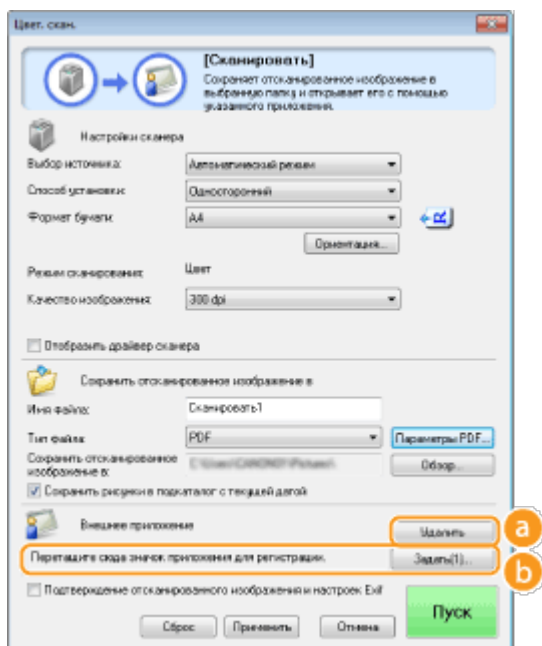 Цвет. скан.
[Сканировать]
Сохраняет отсканированное изображение в
выбранную папку и открывает его с помощью
указанного приложения.
Настройки сканера
Выбор источника: Автоматический режим
Способ установки: Односторонний
Формат бумаги: A4
Ориентация...
Режим сканирования: Цвет
Качество изображения: 300 dpi
Отобразить драйвер сканера
Сохранить отсканированное изображение в
Имя файла: Сканировать1
Тип файла: PDF Параметры PDF...
Сохранить отсканированное
изображение в: Обзор...
Сохранить рисунки в подкаталог с текущей датой
Внешнее приложение Удалить a
Перетащите сюда значок приложения для регистрации. Задать(1)... b
Подтверждение отсканированного изображения и настроек Exif
Сброс Применить Отмена Пуск